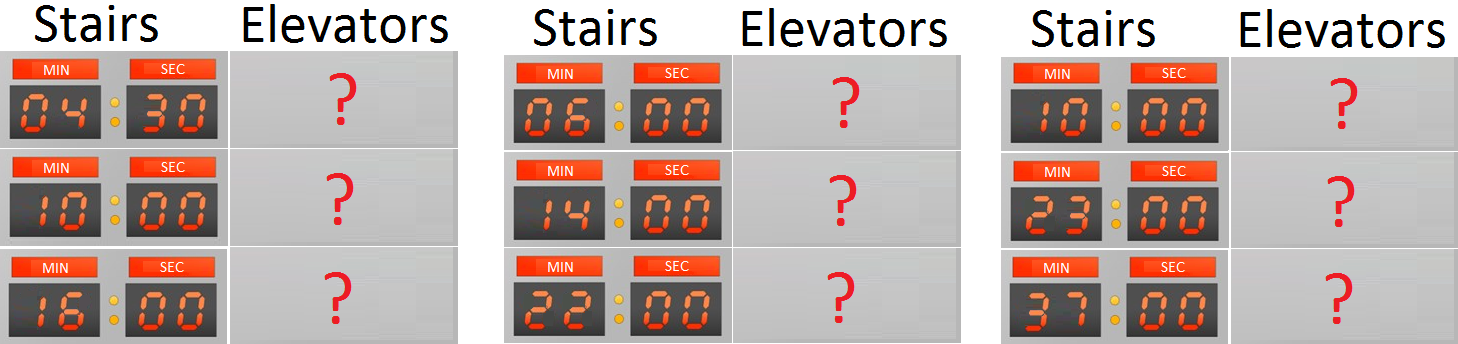 Stairs Elevators Stairs Elevators Stairs Elevators
MIN SEC ? MIN SEC ? MIN SEC ?
04:30 06:00 10:00
MIN SEC ? MIN SEC ? MIN SEC ?
10:00 14:00 23:00
MIN SEC ? MIN SEC ? MIN SEC ?
16:00 22:00 37:00